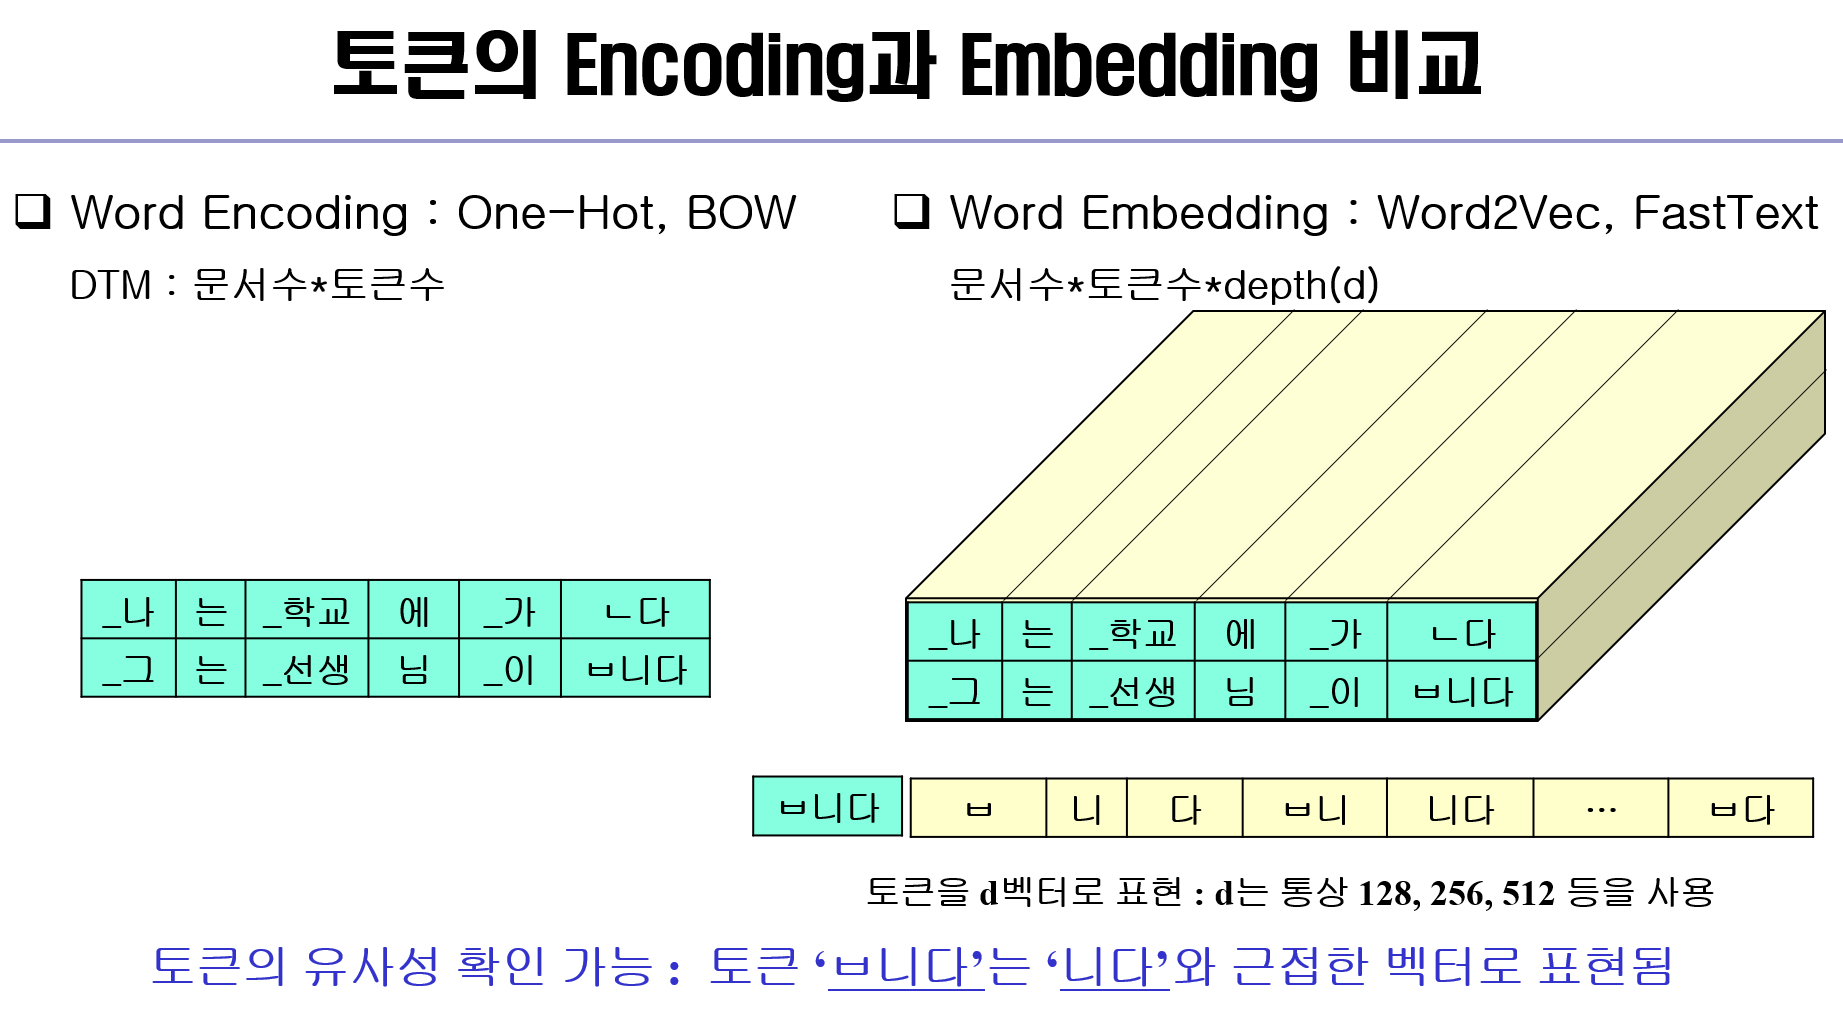 토큰의 Encoding과 Embedding 비교
❑ Word Encoding : One-Hot, BOW
DTM : 문서수*토큰수
_나 는 _학교 에 _가 ㄴ다
_그 는 _선생 님 _이 ㅂ니다
❑ Word Embedding : Word2Vec, FastText
문서수*토큰수*depth(d)
_나 는 _학교 에 _가 ㄴ다
_그 는 _선생 님 _이 ㅂ니다
ㅂ니다 ㅂ 니 다 ㅂ니 니다 … ㅂ다
토큰을 d벡터로 표현 : d는 통상 128, 256, 512 등을 사용
토큰의 유사성 확인 가능 : 토큰 ‘ㅂ니다’는 ‘니다’와 근접한 벡터로 표현됨